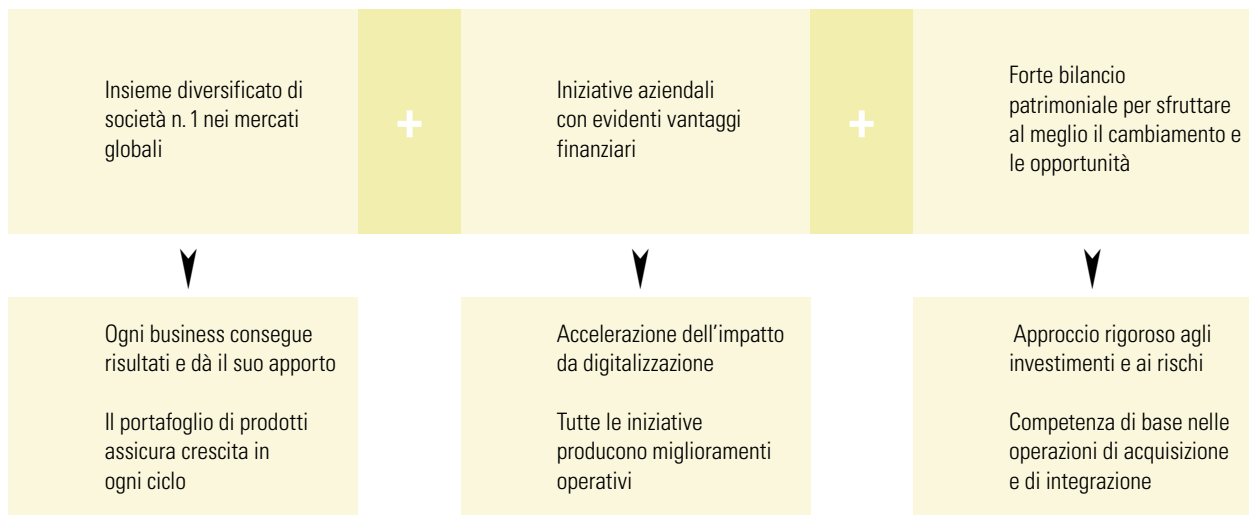 Insieme diversificato di
società n. 1 nei mercati
globali
+
Iniziative aziendali
con evidenti vantaggi
finanziari
+
Forte bilancio
patrimoniale per sfruttare
al meglio il cambiamento e
le opportunità
Ogni business consegue
risultati e dà il suo apporto
Il portafoglio di prodotti
assicura crescita in
ogni ciclo
Accelerazione dell'impatto
da digitalizzazione
Tutte le iniziative
producono miglioramenti
operativi
Approccio rigoroso agli
investimenti e ai rischi
Competenza di base nelle
operazioni di acquisizione
e di integrazione